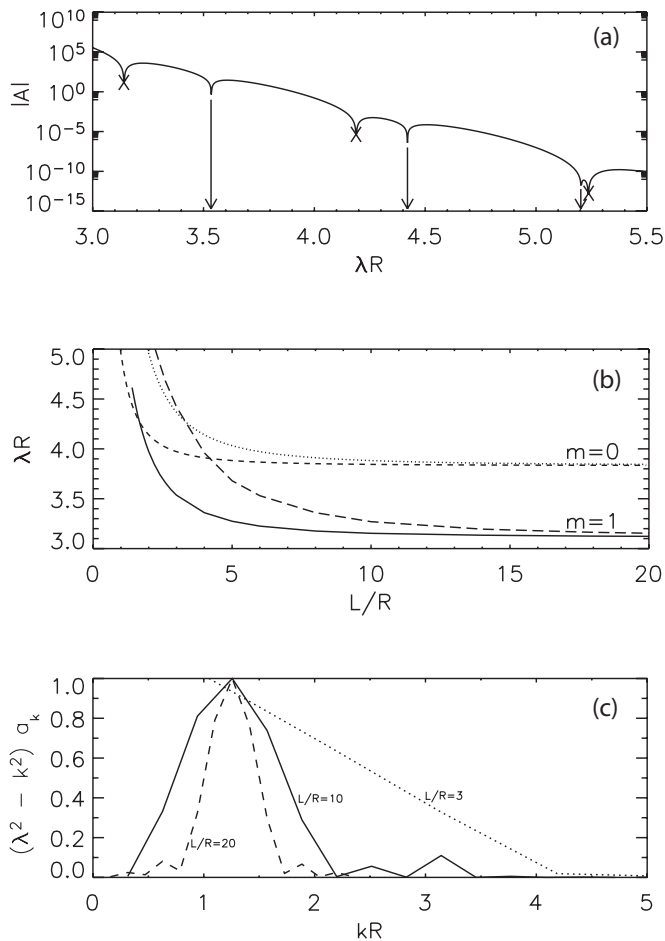 (a)
|A|
10^10
10^5
10^0
10^-5
10^-10
10^-15
3.0 3.5 4.0 4.5 5.0 5.5
λR
(b)
λR
5.0
4.5
4.0
3.5
3.0
m=0
m=1
0 5 10 15 20
L/R
(c)
(λ² − k²) a_k
1.0
0.8
0.6
0.4
0.2
0.0
L/R=10
L/R=3
L/R=20
0 1 2 3 4 5
kR